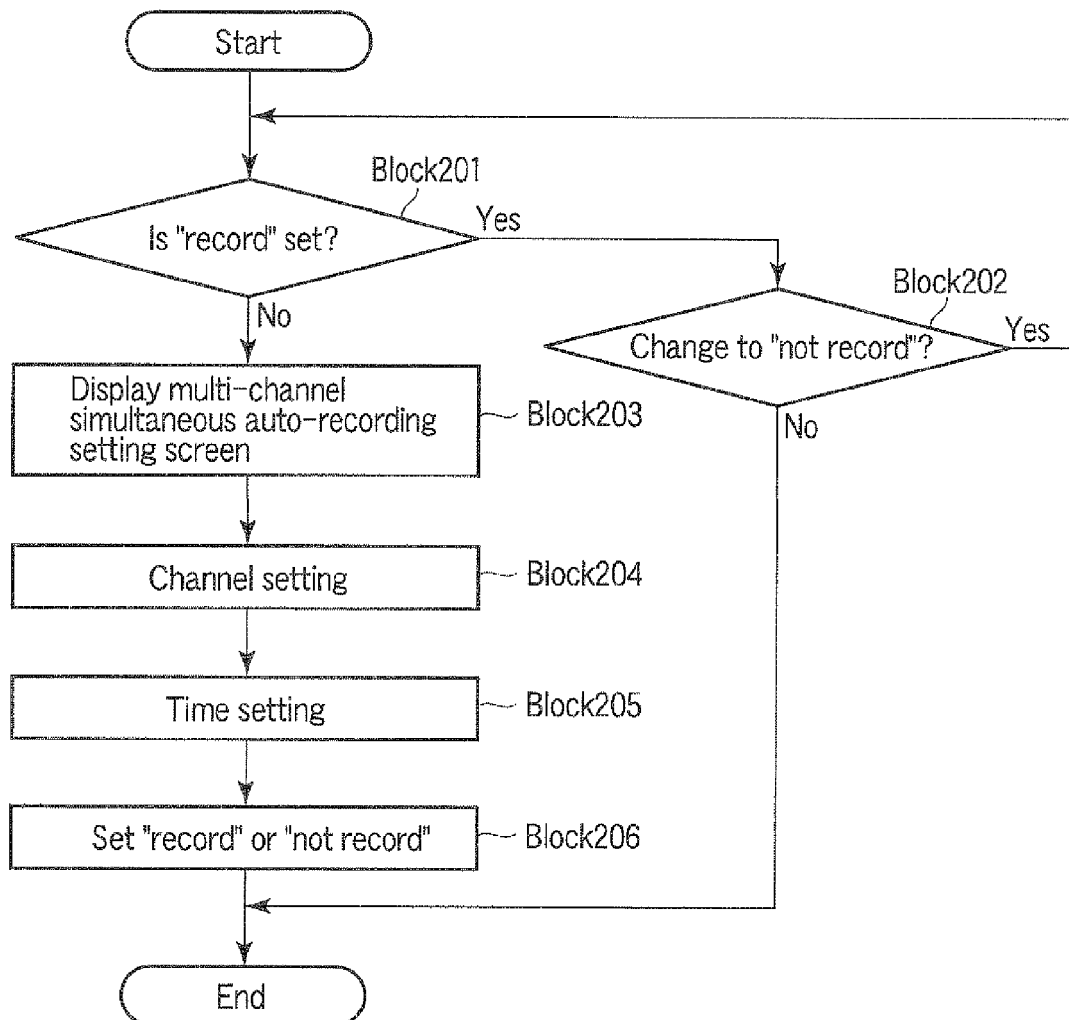 Start
Block201
Is "record" set?
Yes
No
Block202
Change to "not record"?
Yes
No
Display multi-channel
simultaneous auto-recording
setting screen
Block203
Channel setting
Block204
Time setting
Block205
Set "record" or "not record"
Block206
End